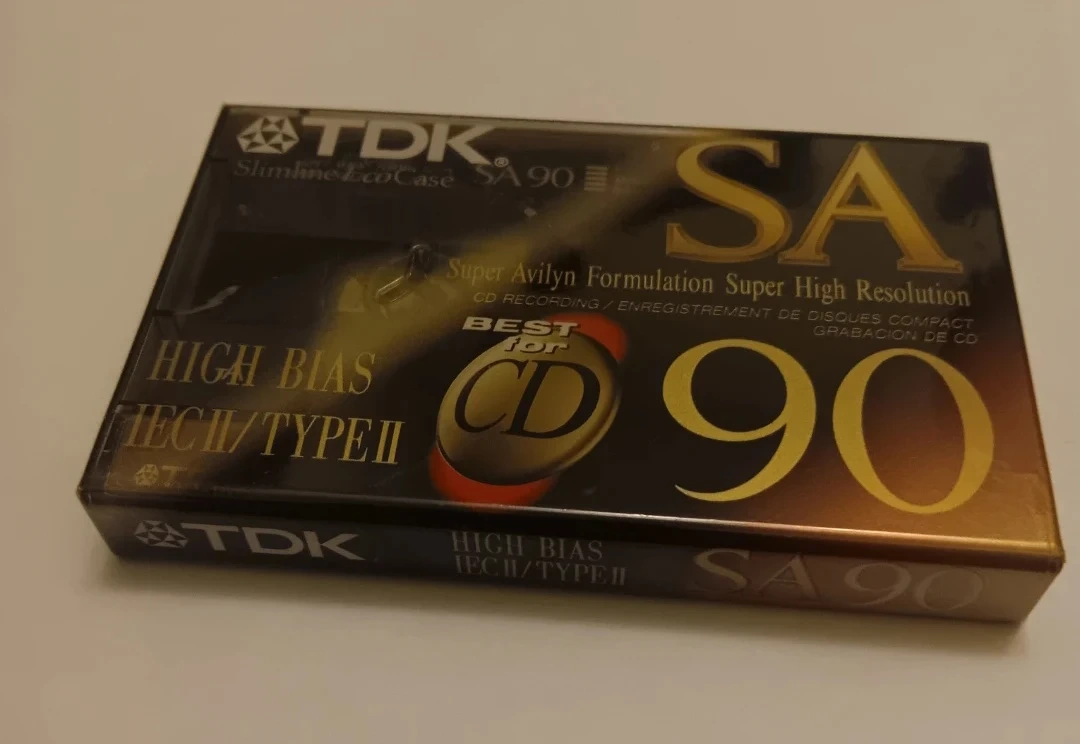 TDK®
Slimline Eco Case SA 90
SA
Super Avilyn Formulation Super High Resolution
CD RECORDING / ENREGISTREMENT DE DISQUES COMPACT
GRABACION DE CD
BEST
for
CD
HIGH BIAS
IEC II/TYPE II
90
TDK
HIGH BIAS
IEC II/TYPE II
SA 90